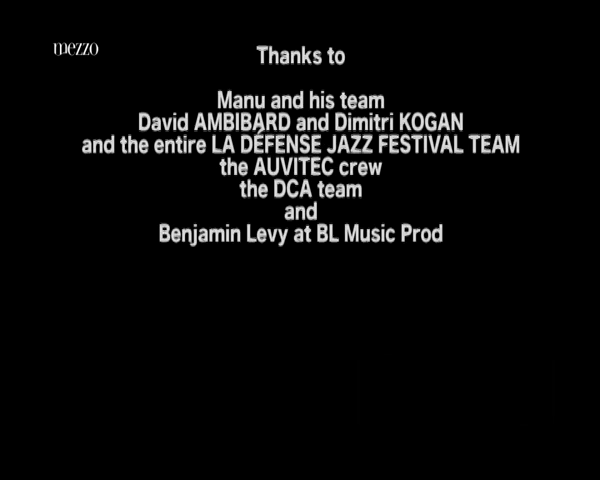 mezzo
Thanks to
Manu and his team
David AMBIBARD and Dimitri KOGAN
and the entire LA DÉFENSE JAZZ FESTIVAL TEAM
the AUVITEC crew
the DCA team
and
Benjamin Levy at BL Music Prod